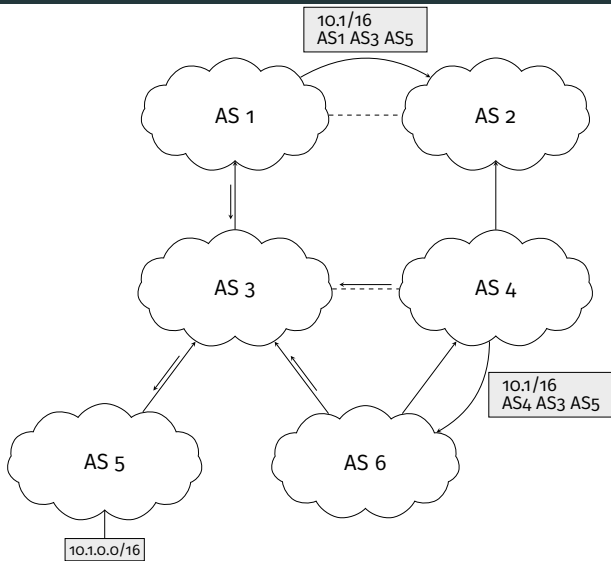 10.1/16
AS1 AS3 AS5
AS 1
AS 2
AS 3
AS 4
10.1/16
AS4 AS3 AS5
AS 5
AS 6
10.1.0.0/16